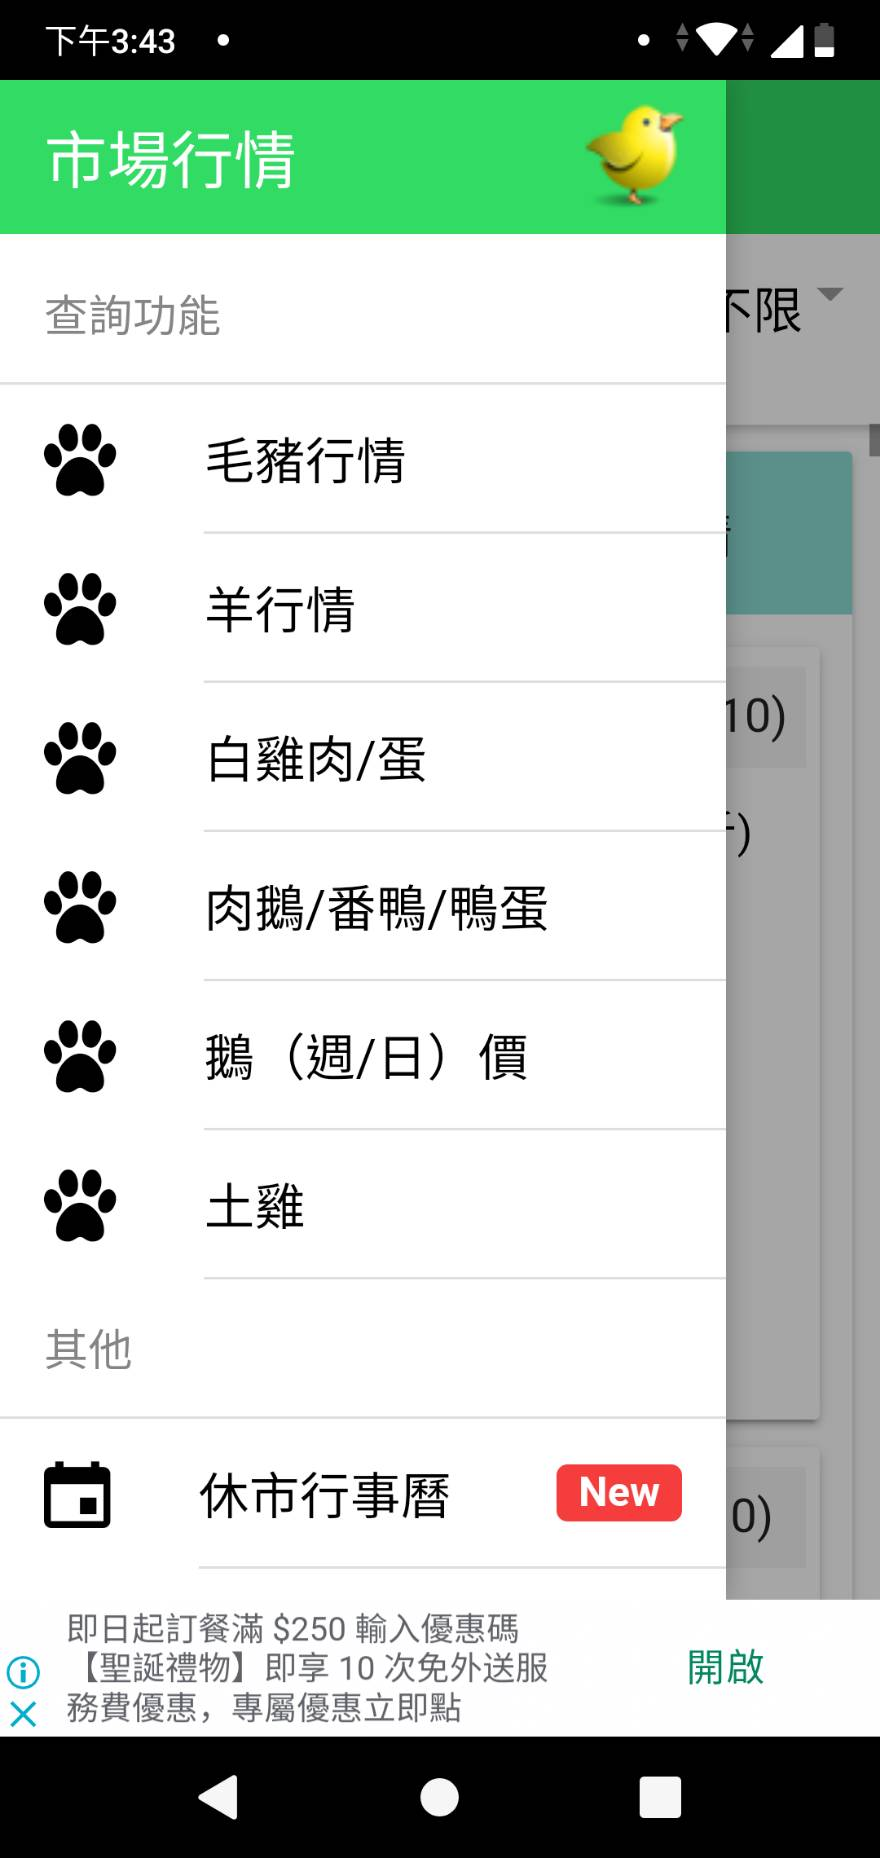 下午3:43
市場行情
查詢功能
不限
毛豬行情
羊行情
10)
白雞肉/蛋
肉鵝/番鴨/鴨蛋
鵝（週/日）價
土雞
其他
休市行事曆
New
0)
即日起訂餐滿 $250 輸入優惠碼
【聖誕禮物】即享 10 次免外送服
務費優惠，專屬優惠立即點
開啟